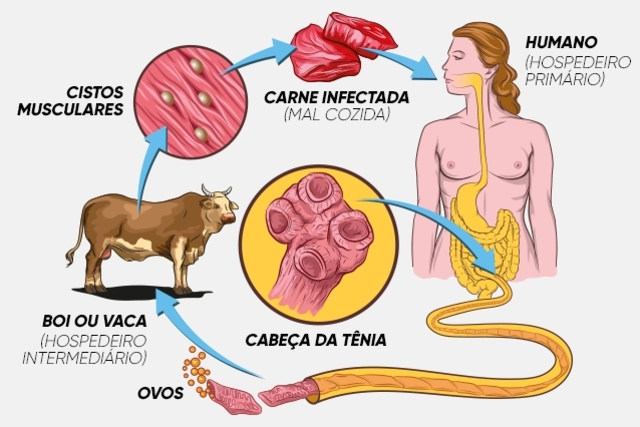 HUMANO
(HOSPEDEIRO
PRIMÁRIO)
CISTOS
MUSCULARES
CARNE INFECTADA
(MAL COZIDA)
BOI OU VACA
(HOSPEDEIRO
INTERMEDIÁRIO)
CABEÇA DA TÊNIA
OVOS